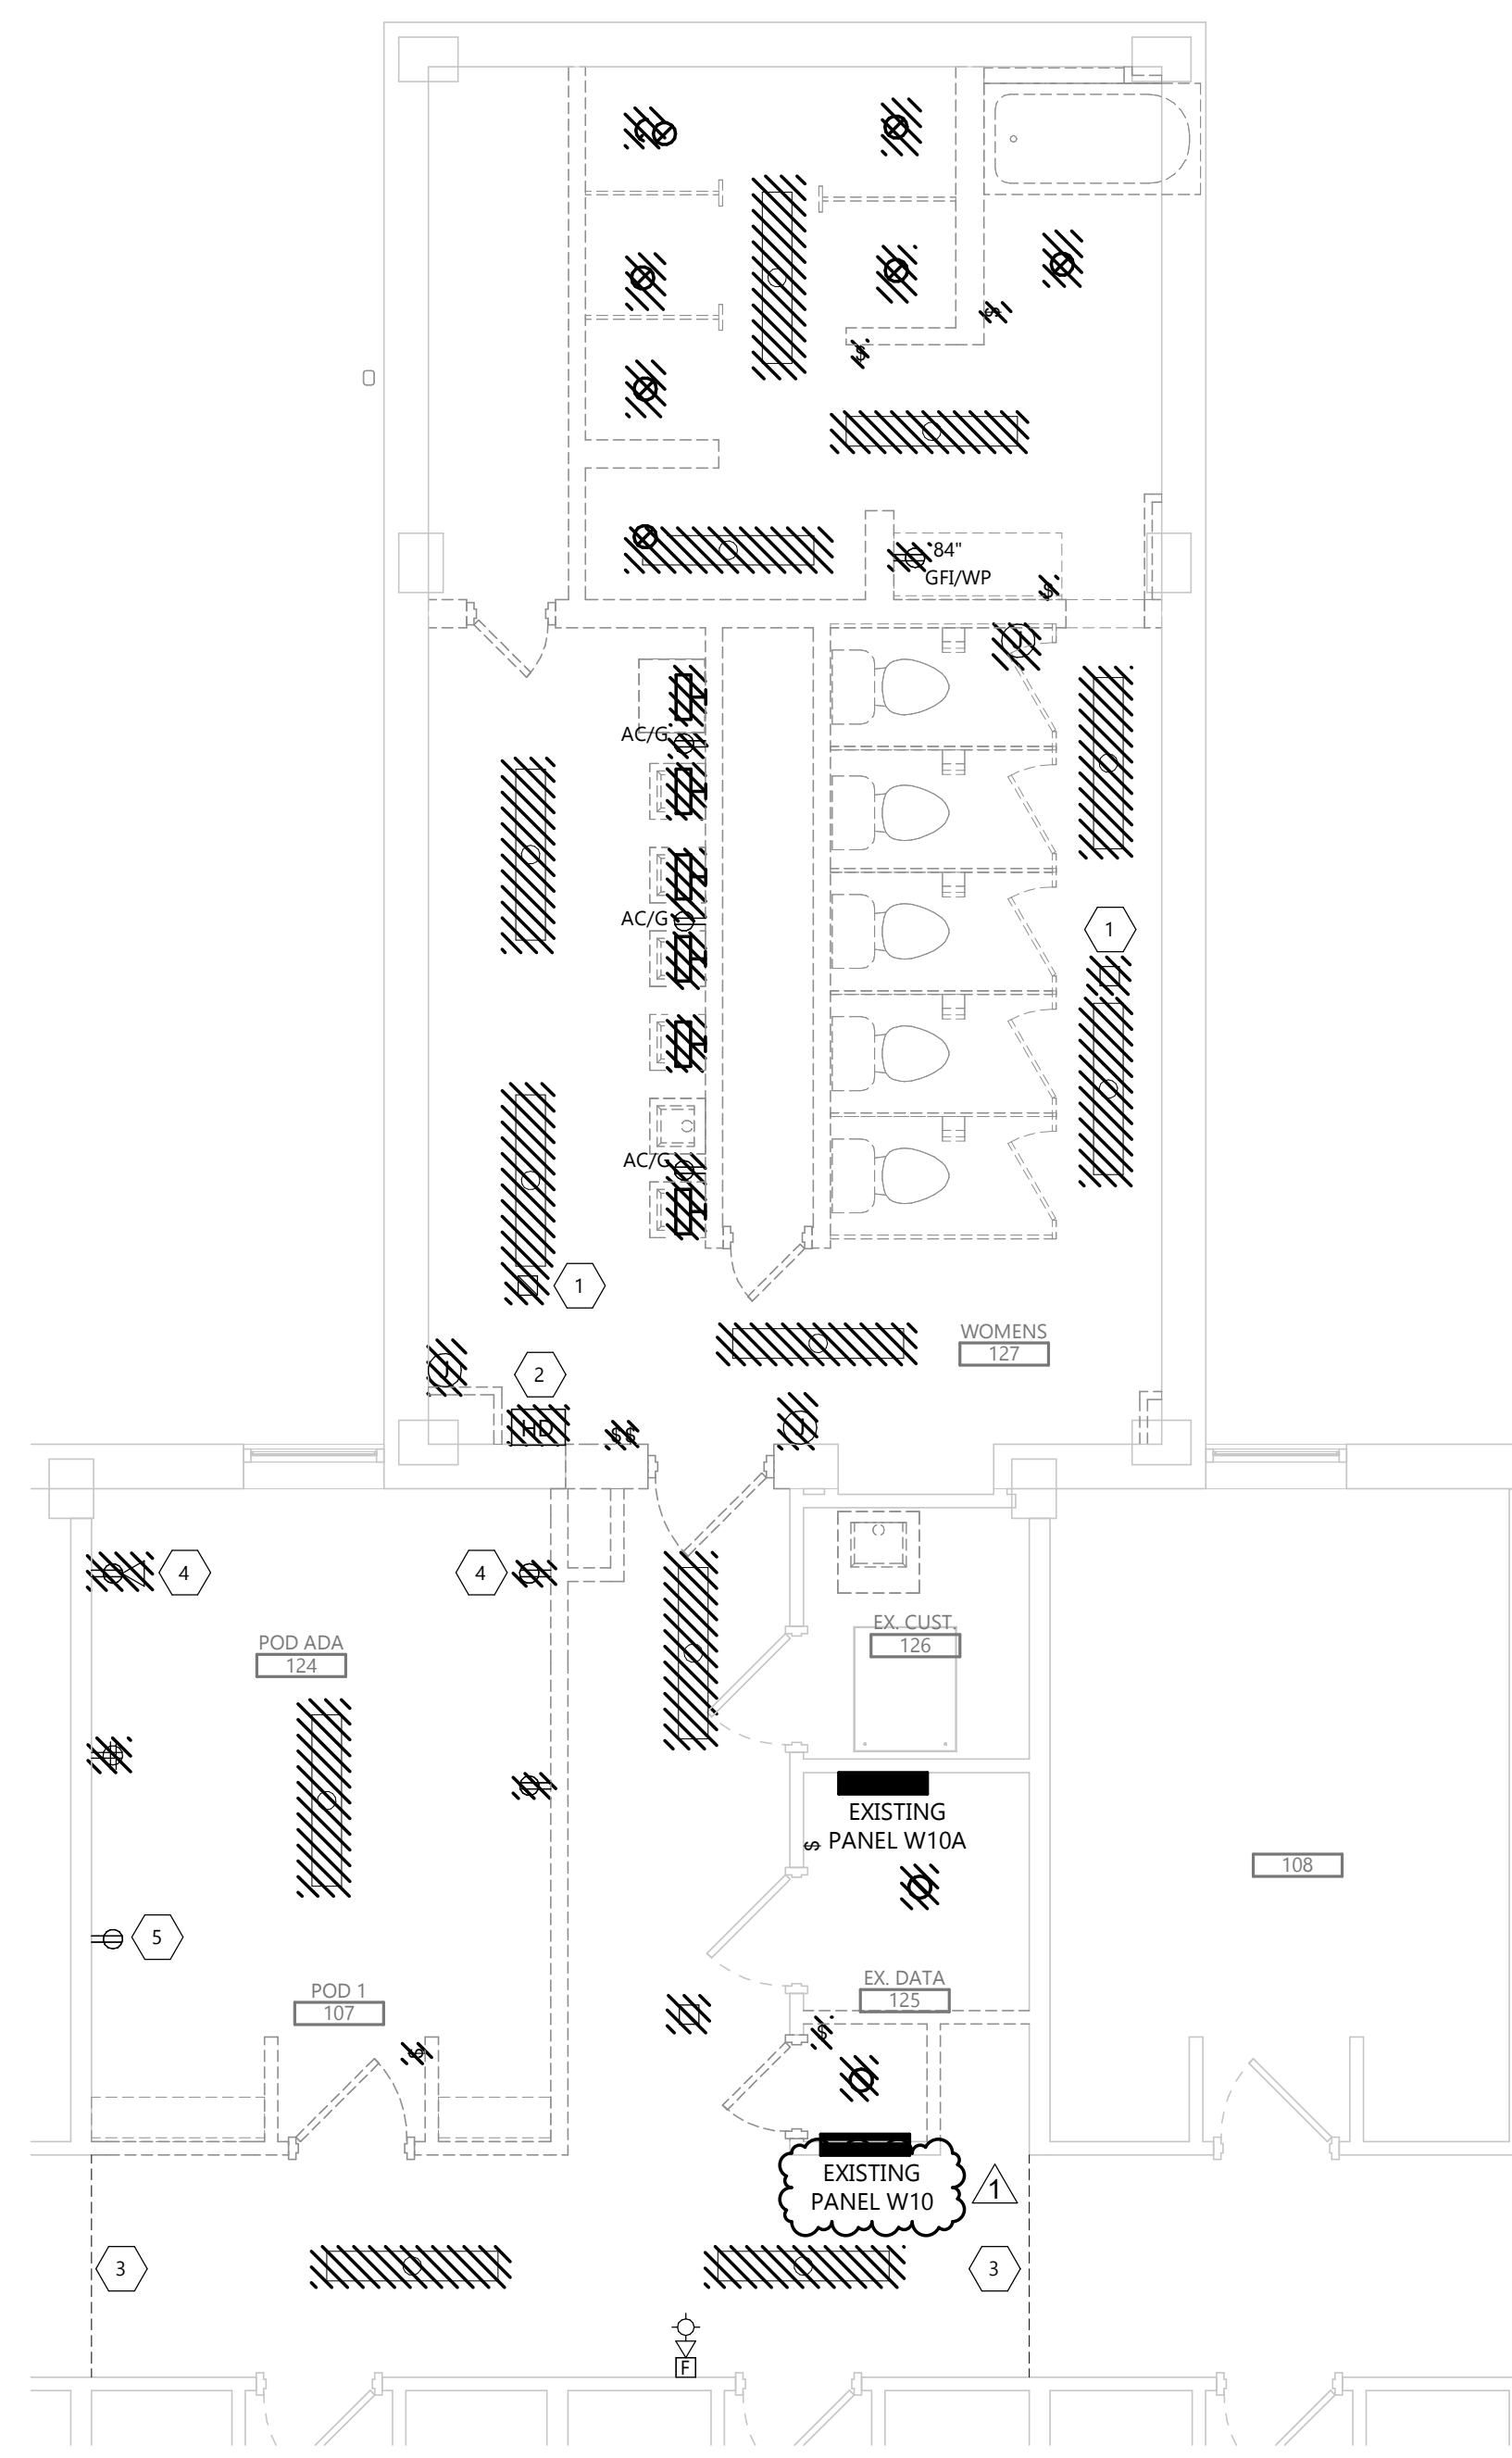 $
$
84"
GFI/WP
$
J
AC/G
AC/G
1
AC/G
1
WOMENS
127
J
2
HD
$ $
J
4
4
EX. CUST.
126
POD ADA
124
EXISTING
PANEL W10A
$
108
5
EX. DATA
125
POD 1
107
$
$
EXISTING
PANEL W10
1
3
3
F